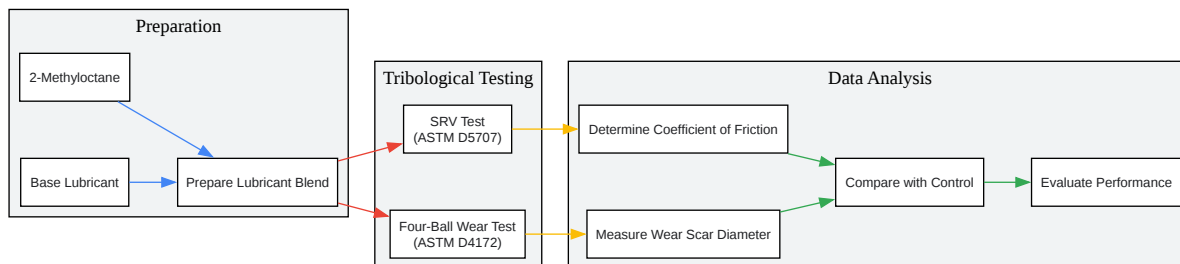 Preparation
2-Methyloctane
Base Lubricant
Prepare Lubricant Blend
Tribological Testing
SRV Test
(ASTM D5707)
Four-Ball Wear Test
(ASTM D4172)
Data Analysis
Determine Coefficient of Friction
Measure Wear Scar Diameter
Compare with Control
Evaluate Performance